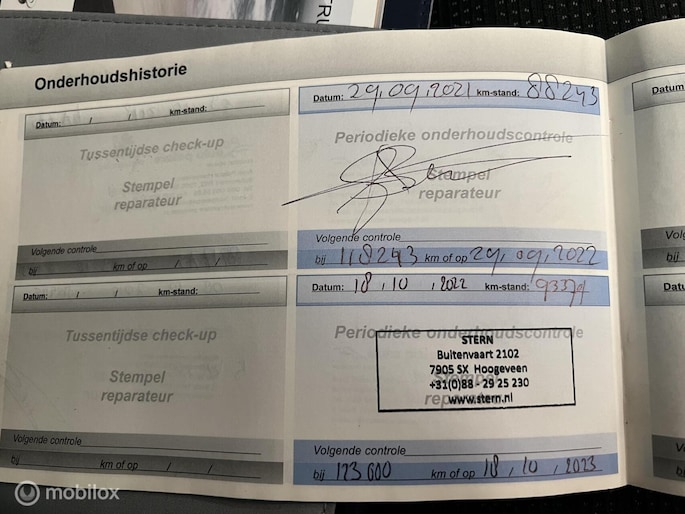 TRU
Onderhoudshistorie
Datum: / / km-stand:
Tussentijdse check-up
Stempel
reparateur
Volgende controle
bij km of op / /
Datum: 29,09,2021 km-stand: 88243
Periodieke onderhoudscontrole
Stempel
reparateur
Volgende controle
bij 118243 km of op 29,09,2022
Datum: / / km-stand:
Tussentijdse check-up
Stempel
reparateur
Volgende controle
bij km of op / /
Datum: 18,10,2022 km-stand: 93374
Periodieke onderhoudscontrole
STERN
Buitenvaart 2102
7905 SX Hoogeveen
+31(0)88 - 29 25 230
www.stern.nl
Volgende controle
bij 123 600 km of op 18,10,2023
mobilox